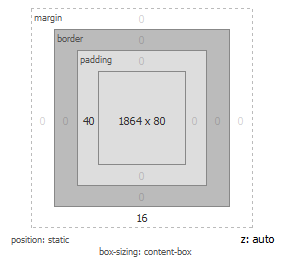 margin
0
border
0
padding
0
0 0 40 1864 x 80 0 0 0
0
0
16
position: static
z: auto
box-sizing: content-box